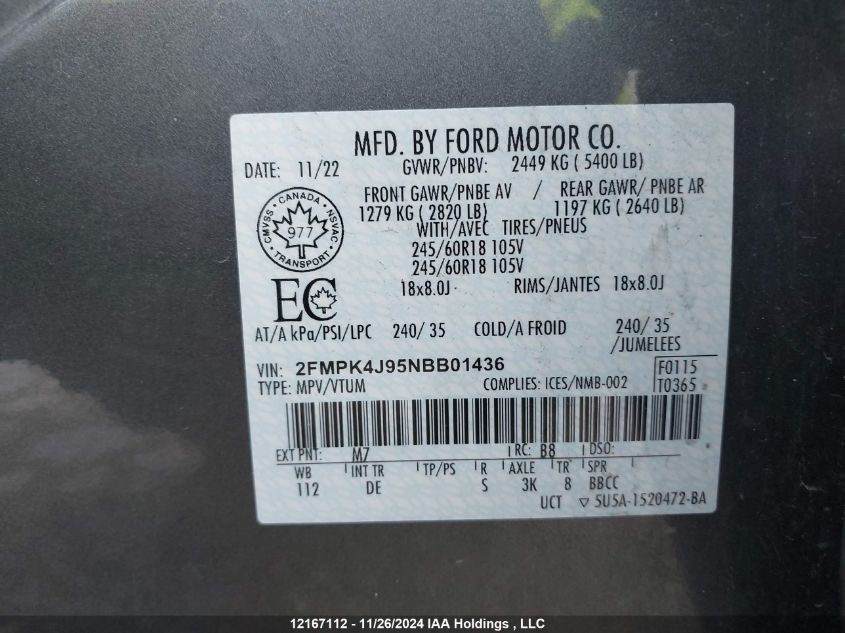 MFD. BY FORD MOTOR CO.
DATE: 11/22 GVWR/PNBV: 2449 KG ( 5400 LB)
FRONT GAWR/PNBE AV / REAR GAWR/ PNBE AR
1279 KG ( 2820 LB) 1197 KG ( 2640 LB)
WITH/AVEC TIRES/PNEUS
245/60R18 105V
245/60R18 105V
18x8.0J RIMS/JANTES 18x8.0J
CANADA
CMVSS NSVAC
977
TRANSPORT
EC
AT/A kPa/PSI/LPC 240/ 35 COLD/A FROID 240/ 35
/JUMELEES
VIN: 2FMPK4J95NBB01436 F0115
TYPE: MPV/VTUM COMPLIES: ICES/NMB-002 T0365
EXT PNT: M7 RC: B8 DSO:
WB INT TR TP/PS R AXLE TR SPR
112 DE S 3K 8 BBCC
UCT ▽ 5U5A-1520472-BA
12167112 - 11/26/2024 IAA Holdings , LLC